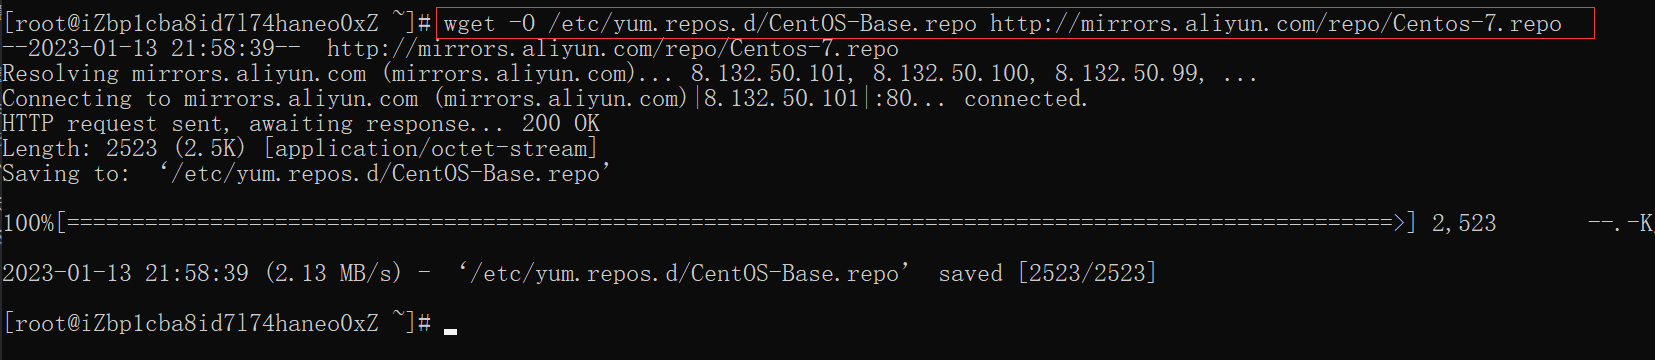 [root@iZbp1cba8id7l74haneo0xZ ~]# wget -O /etc/yum.repos.d/CentOS-Base.repo http://mirrors.aliyun.com/repo/Centos-7.repo
--2023-01-13 21:58:39--  http://mirrors.aliyun.com/repo/Centos-7.repo
Resolving mirrors.aliyun.com (mirrors.aliyun.com)... 8.132.50.101, 8.132.50.100, 8.132.50.99, ...
Connecting to mirrors.aliyun.com (mirrors.aliyun.com)|8.132.50.101|:80... connected.
HTTP request sent, awaiting response... 200 OK
Length: 2523 (2.5K) [application/octet-stream]
Saving to: ‘/etc/yum.repos.d/CentOS-Base.repo’
100%[======================================================================================================>] 2,523       --.-K
2023-01-13 21:58:39 (2.13 MB/s) - ‘/etc/yum.repos.d/CentOS-Base.repo’ saved [2523/2523]
[root@iZbp1cba8id7l74haneo0xZ ~]#